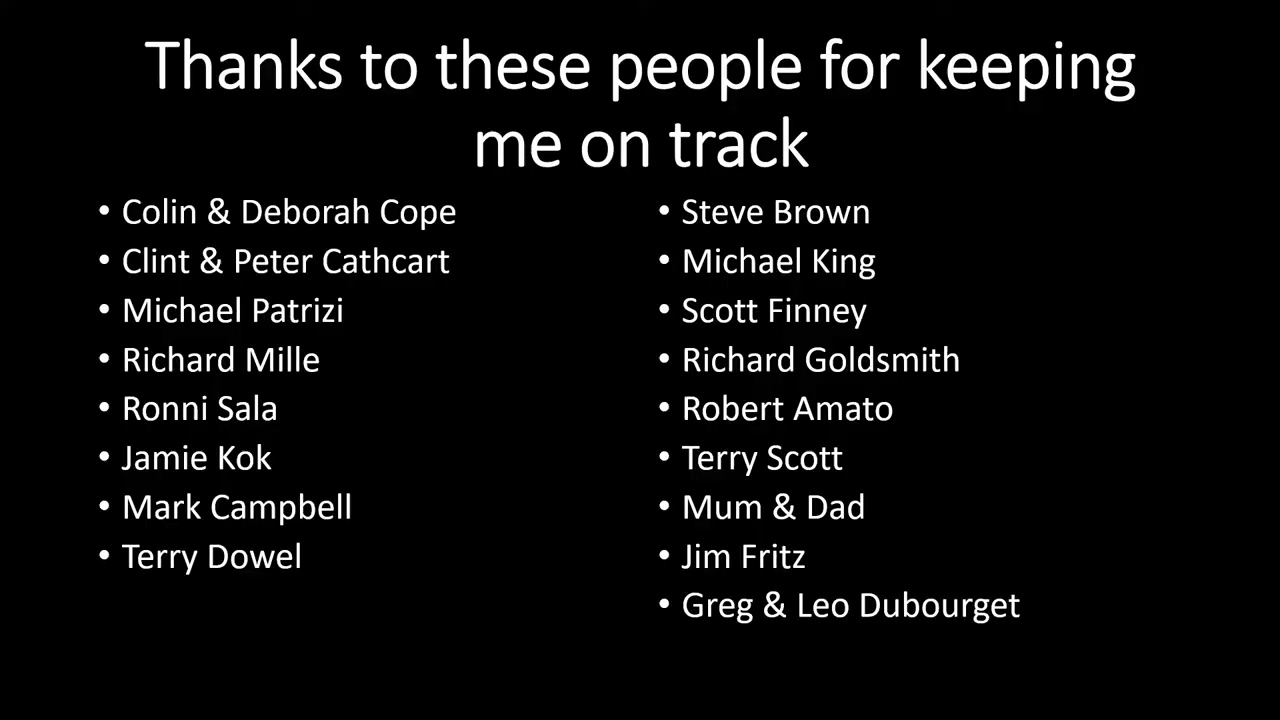 Thanks to these people for keeping
me on track
• Colin & Deborah Cope
• Clint & Peter Cathcart
• Michael Patrizi
• Richard Mille
• Ronni Sala
• Jamie Kok
• Mark Campbell
• Terry Dowel
• Steve Brown
• Michael King
• Scott Finney
• Richard Goldsmith
• Robert Amato
• Terry Scott
• Mum & Dad
• Jim Fritz
• Greg & Leo Dubourget